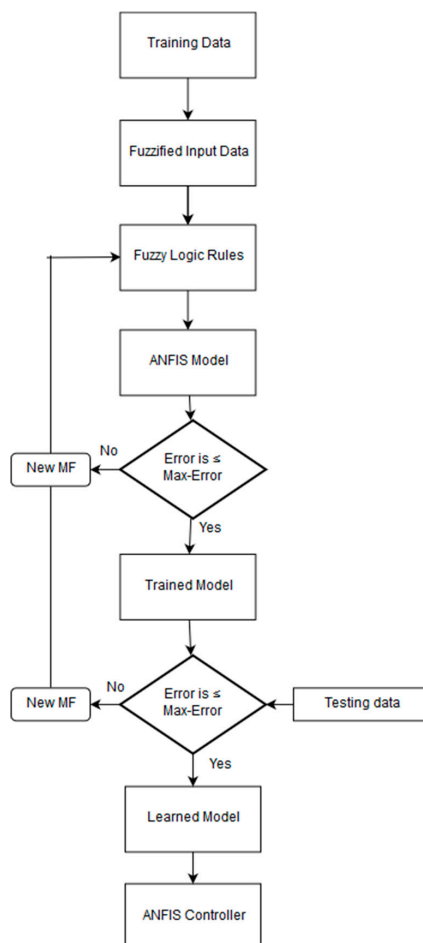 Training Data
Fuzzified Input Data
Fuzzy Logic Rules
ANFIS Model
No
New MF
Error is ≤
Max-Error
Yes
Trained Model
No
New MF
Error is ≤
Max-Error
Testing data
Yes
Learned Model
ANFIS Controller